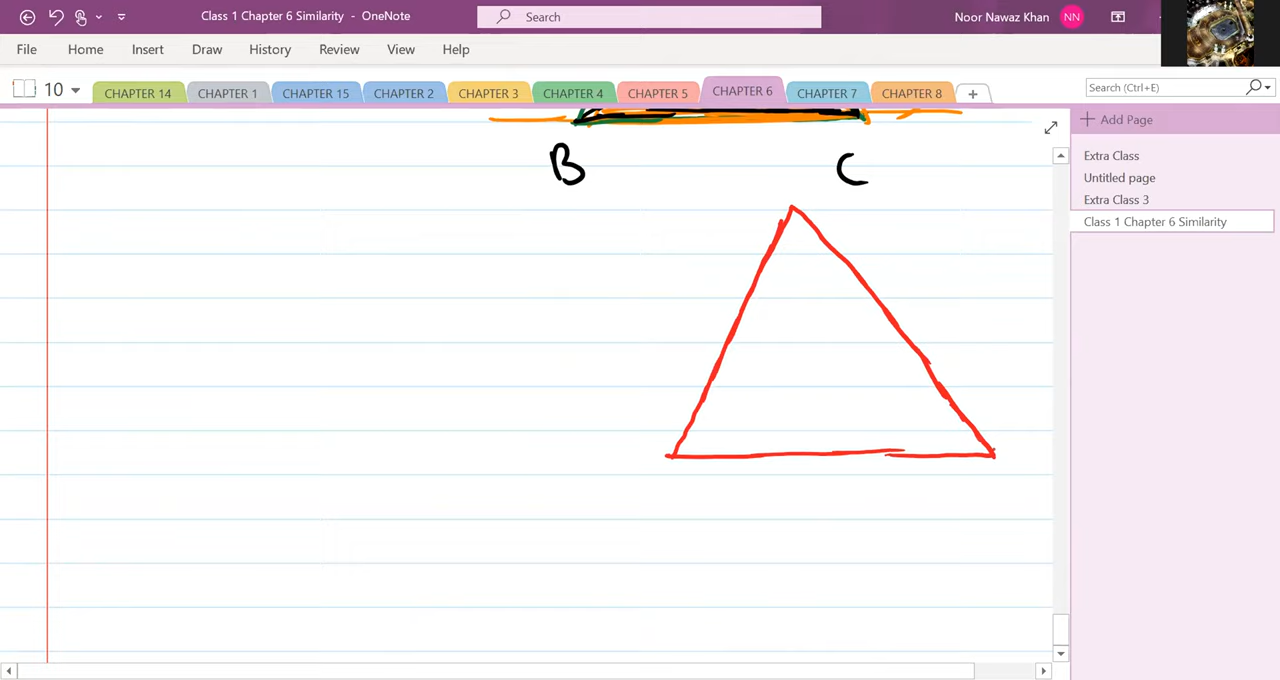 Class 1 Chapter 6 Similarity - OneNote
Search
Noor Nawaz Khan
NN
File Home Insert Draw History Review View Help
10
CHAPTER 14 CHAPTER 1 CHAPTER 15 CHAPTER 2 CHAPTER 3 CHAPTER 4 CHAPTER 5 CHAPTER 6 CHAPTER 7 CHAPTER 8 +
Search (Ctrl+E)
Add Page
Extra Class
Untitled page
Extra Class 3
Class 1 Chapter 6 Similarity
B C